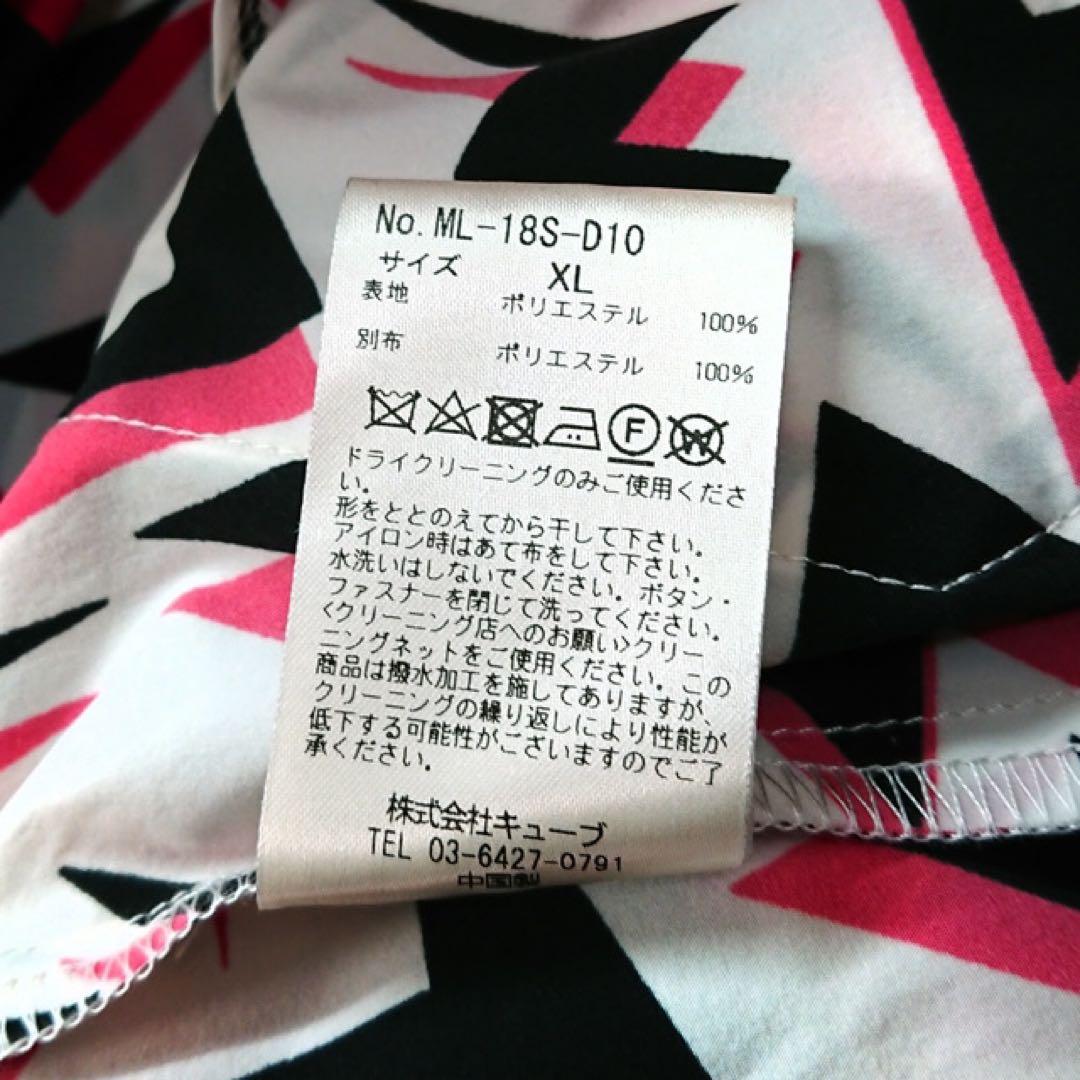 No. ML-18S-D10
サイズ XL
表地 ポリエステル 100%
別布 ポリエステル 100%
F W
ドライクリーニングのみご使用くださ
い。
形をととのえてから干して下さい。
アイロン時はあて布をして下さい。
水洗いはしないでください。ボタン・
ファスナーを閉じて洗ってください。
<クリーニング店へのお願い>クリー
ニングネットをご使用ください。この
商品は撥水加工を施してありますが、
クリーニングの繰り返しにより性能が
低下する可能性がございますのでご了
承ください。
株式会社キューブ
TEL 03-6427-0791
中国製